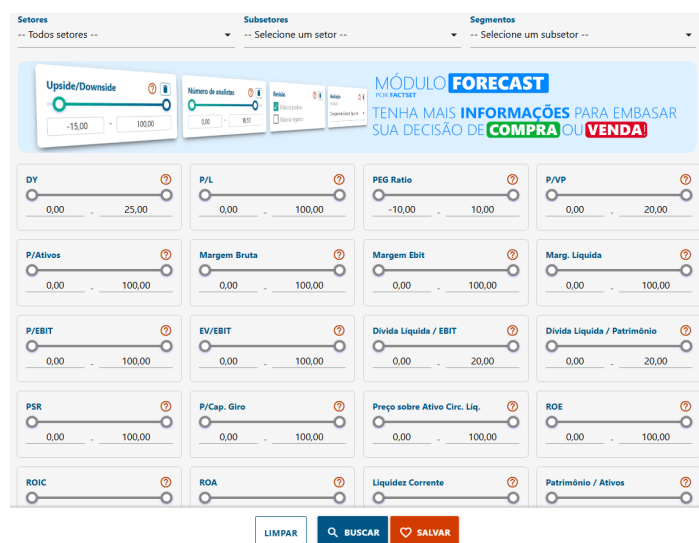 Setores Subsetores Segmentos
-- Todos setores -- -- Selecione um setor -- -- Selecione um subsetor --
Upside/Downside
-15,00 - 100,00
Número de analistas
0,00 - 16,51
Revisão
MÓDULO FORECAST
POR FACTSET
TENHA MAIS INFORMAÇÕES PARA EMBASAR
SUA DECISÃO DE COMPRA OU VENDA!
DY P/L PEG Ratio P/VP
0,00 - 25,00 0,00 - 100,00 -10,00 - 10,00 0,00 - 20,00
P/Ativos Margem Bruta Margem Ebit Marg. Líquida
0,00 - 100,00 0,00 - 100,00 0,00 - 100,00 0,00 - 100,00
P/EBIT EV/EBIT Dívida Líquida / EBIT Dívida Líquida / Patrimônio
0,00 - 100,00 0,00 - 100,00 0,00 - 20,00 0,00 - 20,00
PSR P/Cap. Giro Preço sobre Ativo Circ. Líq. ROE
0,00 - 100,00 0,00 - 100,00 0,00 - 100,00 0,00 - 100,00
ROIC ROA Liquidez Corrente Patrimônio / Ativos
LIMPAR BUSCAR SALVAR